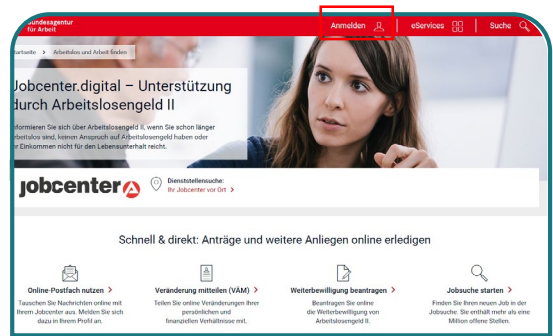 Bundesagentur
für Arbeit
Anmelden
eServices
Suche
Startseite > Arbeitslos und Arbeit finden
Jobcenter.digital – Unterstützung
durch Arbeitslosengeld II
Informieren Sie sich über Arbeitslosengeld II, wenn Sie schon länger
arbeitslos sind, keinen Anspruch auf Arbeitslosengeld haben oder
Ihr Einkommen nicht für den Lebensunterhalt reicht.
jobcenter
Dienststellensuche:
Ihr Jobcenter vor Ort >
Schnell & direkt: Anträge und weitere Anliegen online erledigen
Online-Postfach nutzen >
Tauschen Sie Nachrichten online mit
Ihrem Jobcenter aus. Melden Sie sich
dazu in Ihrem Profil an.
Veränderung mitteilen (VÄM) >
Teilen Sie online Veränderungen Ihrer
persönlichen und
finanziellen Verhältnisse mit.
Weiterbewilligung beantragen >
Beantragen Sie online
die Weiterbewilligung von
Arbeitslosengeld II.
Jobsuche starten >
Finden Sie Ihren neuen Job in der
Jobsuche. Sie enthält mehr als eine
Million offene Stellen.